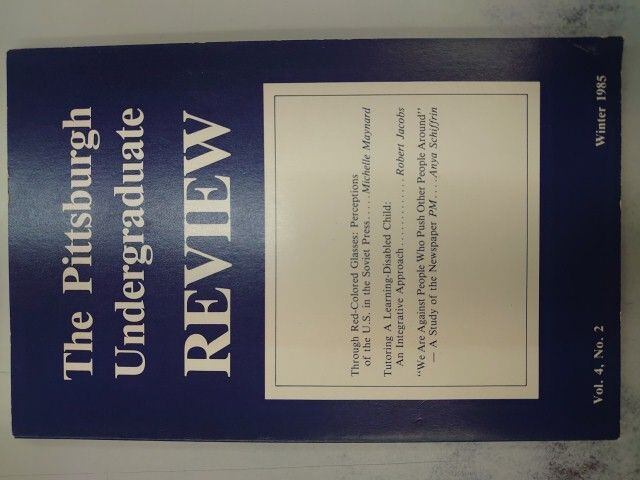 The Pittsburgh
Undergraduate
REVIEW
Through Red-Colored Glasses: Perceptions
of the U.S. in the Soviet Press.....Michelle Maynard
Tutoring A Learning-Disabled Child:
An Integrative Approach.............Robert Jacobs
"We Are Against People Who Push Other People Around"
— A Study of the Newspaper PM....Anya Schiffrin
Vol. 4, No. 2
Winter 1985